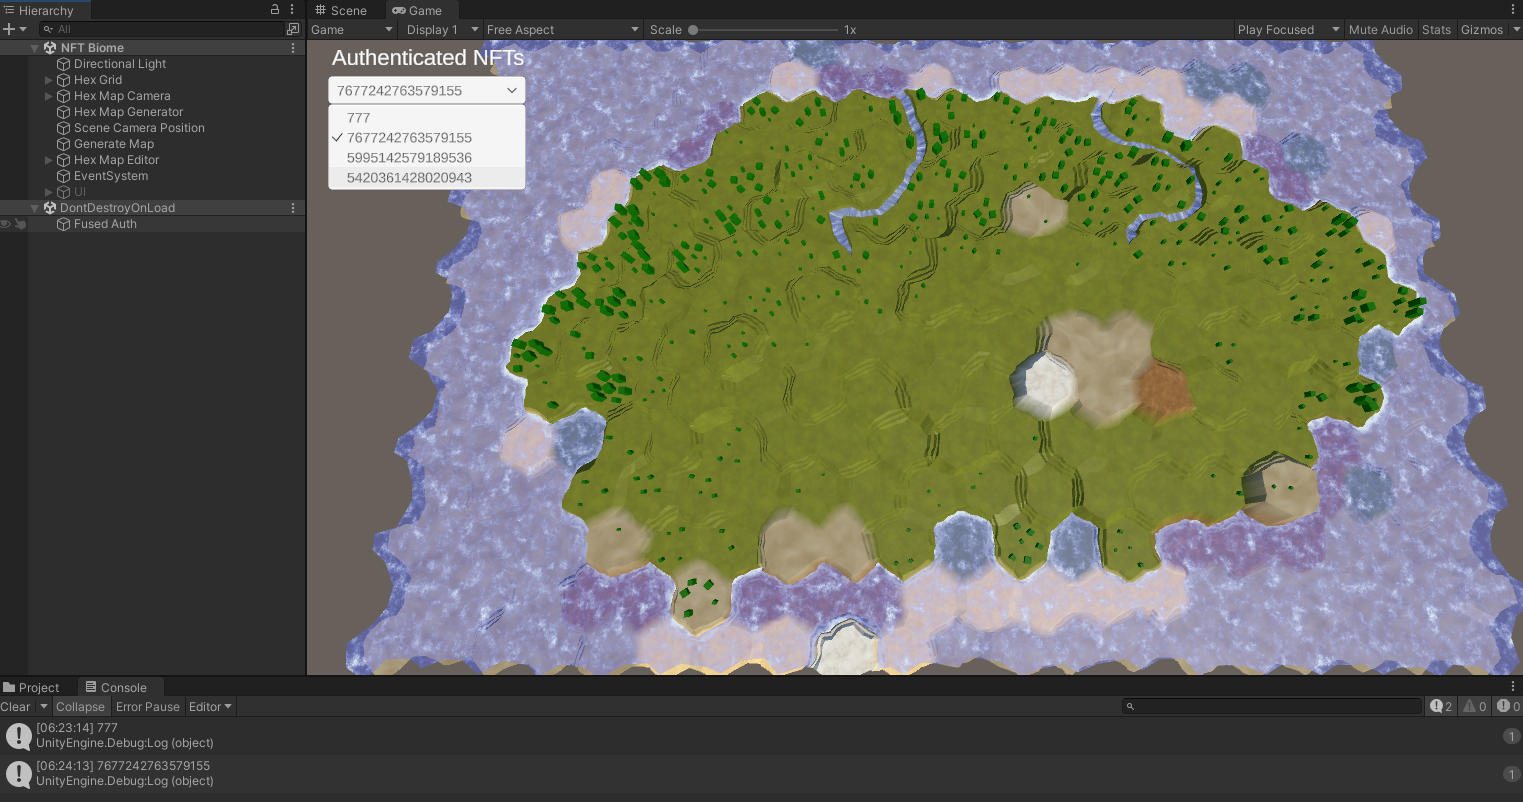 Hierarchy
All
NFT Biome
Directional Light
Hex Grid
Hex Map Camera
Hex Map Generator
Scene Camera Position
Generate Map
Hex Map Editor
EventSystem
UI
DontDestroyOnLoad
Fused Auth
Scene
Game
Game
Display 1
Free Aspect
Scale
1x
Play Focused
Mute Audio
Stats
Gizmos
Authenticated NFTs
7677242763579155
777
7677242763579155
5995142579189536
5420361428020943
Project
Console
Clear
Collapse
Error Pause
Editor
2
0
0
[06:23:14] 777
UnityEngine.Debug:Log (object)
1
[06:24:13] 7677242763579155
UnityEngine.Debug:Log (object)
1